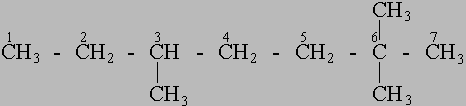 CH₃
1 2 3 4 5 6 7
CH₃ - CH₂ - CH - CH₂ - CH₂ - C - CH₃
CH₃ CH₃